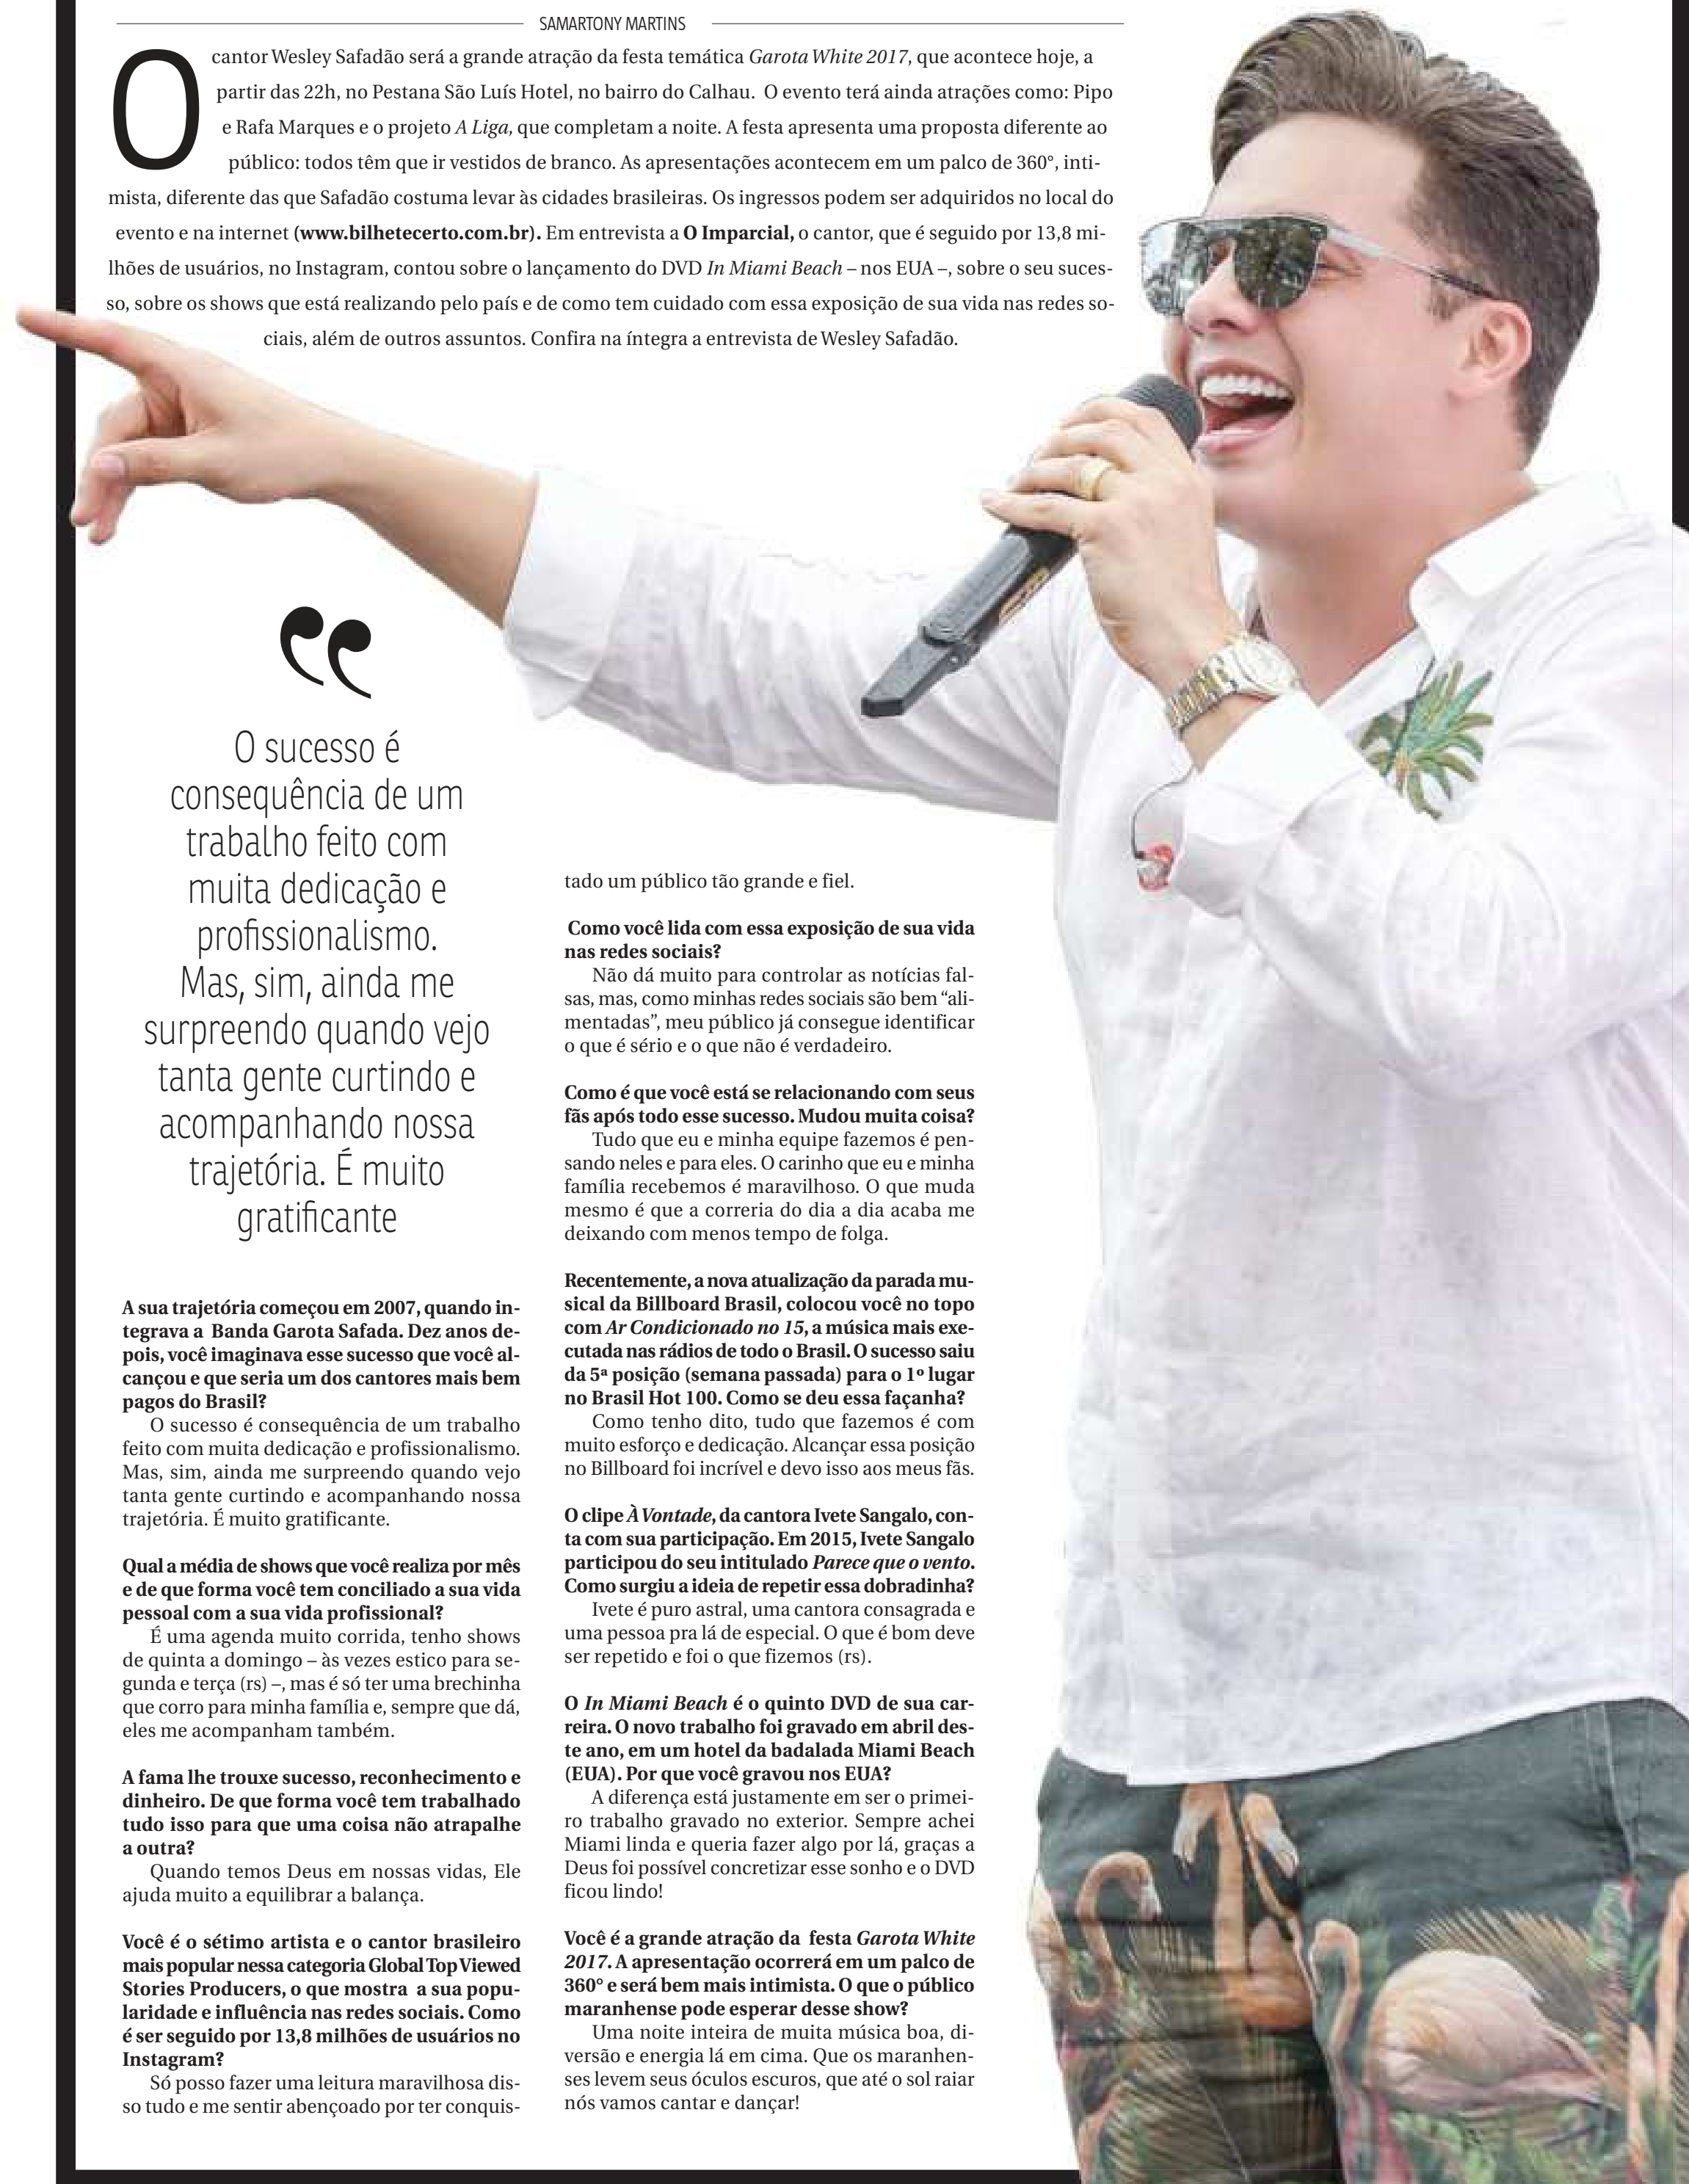 SAMARTONY MARTINS
O cantor Wesley Safadão será a grande atração da festa temática Garota White 2017, que acontece hoje, a
partir das 22h, no Pestana São Luís Hotel, no bairro do Calhau. O evento terá ainda atrações como: Pipo
e Rafa Marques e o projeto A Liga, que completam a noite. A festa apresenta uma proposta diferente ao
público: todos têm que ir vestidos de branco. As apresentações acontecem em um palco de 360°, inti-
mista, diferente das que Safadão costuma levar às cidades brasileiras. Os ingressos podem ser adquiridos no local do
evento e na internet (www.bilhetecerto.com.br). Em entrevista a O Imparcial, o cantor, que é seguido por 13,8 mi-
lhões de usuários, no Instagram, contou sobre o lançamento do DVD In Miami Beach – nos EUA –, sobre o seu suces-
so, sobre os shows que está realizando pelo país e de como tem cuidado com essa exposição de sua vida nas redes so-
ciais, além de outros assuntos. Confira na íntegra a entrevista de Wesley Safadão.
“
O sucesso é
consequência de um
trabalho feito com
muita dedicação e
profissionalismo.
Mas, sim, ainda me
surpreendo quando vejo
tanta gente curtindo e
acompanhando nossa
trajetória. É muito
gratificante
A sua trajetória começou em 2007, quando in-
tegrava a Banda Garota Safada. Dez anos de-
pois, você imaginava esse sucesso que você al-
cançou e que seria um dos cantores mais bem
pagos do Brasil?
O sucesso é consequência de um trabalho
feito com muita dedicação e profissionalismo.
Mas, sim, ainda me surpreendo quando vejo
tanta gente curtindo e acompanhando nossa
trajetória. É muito gratificante.
Qual a média de shows que você realiza por mês
e de que forma você tem conciliado a sua vida
pessoal com a sua vida profissional?
É uma agenda muito corrida, tenho shows
de quinta a domingo – às vezes estico para se-
gunda e terça (rs) –, mas é só ter uma brechinha
que corro para minha família e, sempre que dá,
eles me acompanham também.
A fama lhe trouxe sucesso, reconhecimento e
dinheiro. De que forma você tem trabalhado
tudo isso para que uma coisa não atrapalhe
a outra?
Quando temos Deus em nossas vidas, Ele
ajuda muito a equilibrar a balança.
Você é o sétimo artista e o cantor brasileiro
mais popular nessa categoria Global Top Viewed
Stories Producers, o que mostra a sua popu-
laridade e influência nas redes sociais. Como
é ser seguido por 13,8 milhões de usuários no
Instagram?
Só posso fazer uma leitura maravilhosa dis-
so tudo e me sentir abençoado por ter conquis-
tado um público tão grande e fiel.
Como você lida com essa exposição de sua vida
nas redes sociais?
Não dá muito para controlar as notícias fal-
sas, mas, como minhas redes sociais são bem “ali-
mentadas”, meu público já consegue identificar
o que é sério e o que não é verdadeiro.
Como é que você está se relacionando com seus
fãs após todo esse sucesso. Mudou muita coisa?
Tudo que eu e minha equipe fazemos é pen-
sando neles e para eles. O carinho que eu e minha
família recebemos é maravilhoso. O que muda
mesmo é que a correria do dia a dia acaba me
deixando com menos tempo de folga.
Recentemente, a nova atualização da parada mu-
sical da Billboard Brasil, colocou você no topo
com Ar Condicionado no 15, a música mais exe-
cutada nas rádios de todo o Brasil. O sucesso saiu
da 5ª posição (semana passada) para o 1º lugar
no Brasil Hot 100. Como se deu essa façanha?
Como tenho dito, tudo que fazemos é com
muito esforço e dedicação. Alcançar essa posição
no Billboard foi incrível e devo isso aos meus fãs.
O clipe À Vontade, da cantora Ivete Sangalo, con-
ta com sua participação. Em 2015, Ivete Sangalo
participou do seu intitulado Parece que o vento.
Como surgiu a ideia de repetir essa dobradinha?
Ivete é puro astral, uma cantora consagrada e
uma pessoa pra lá de especial. O que é bom deve
ser repetido e foi o que fizemos (rs).
O In Miami Beach é o quinto DVD de sua car-
reira. O novo trabalho foi gravado em abril des-
te ano, em um hotel da badalada Miami Beach
(EUA). Por que você gravou nos EUA?
A diferença está justamente em ser o primei-
ro trabalho gravado no exterior. Sempre achei
Miami linda e queria fazer algo por lá, graças a
Deus foi possível concretizar esse sonho e o DVD
ficou lindo!
Você é a grande atração da festa Garota White
2017. A apresentação ocorrerá em um palco de
360° e será bem mais intimista. O que o público
maranhense pode esperar desse show?
Uma noite inteira de muita música boa, di-
versão e energia lá em cima. Que os maranhen-
ses levem seus óculos escuros, que até o sol raiar
nós vamos cantar e dançar!